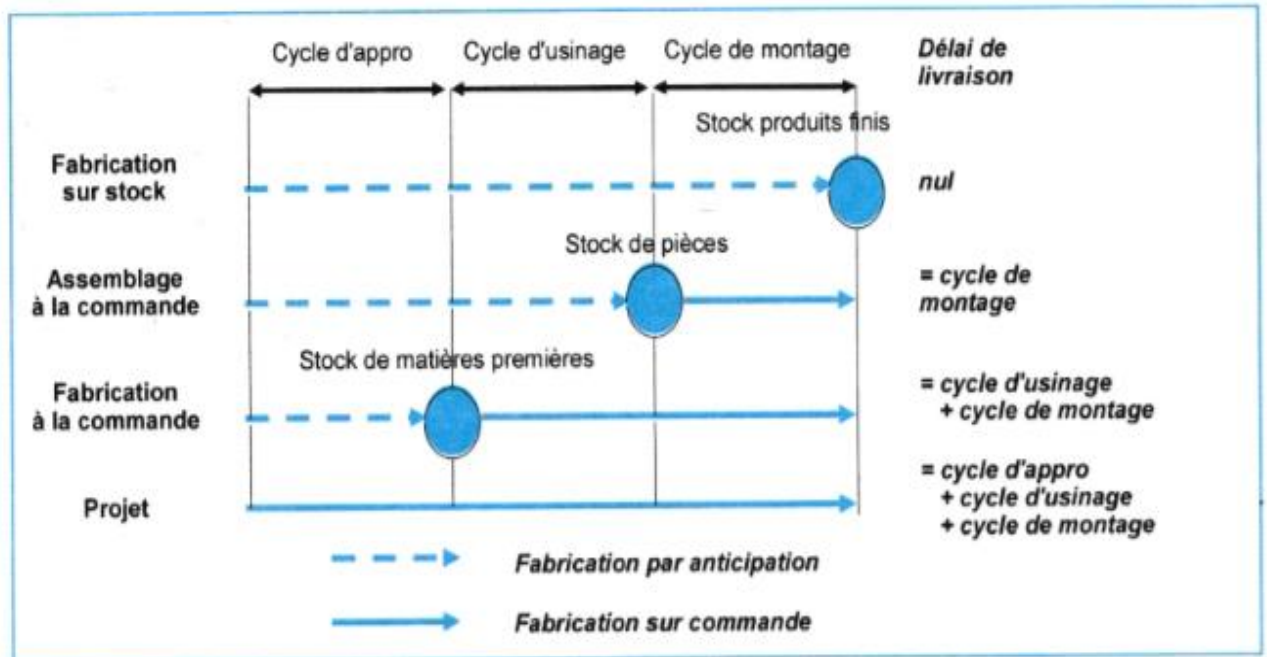 Cycle d'appro Cycle d'usinage Cycle de montage Délai de
livraison
Stock produits finis
Fabrication
sur stock
nul
Stock de pièces
Assemblage
à la commande
= cycle de
montage
Stock de matières premières
Fabrication
à la commande
= cycle d'usinage
+ cycle de montage
Projet
= cycle d'appro
+ cycle d'usinage
+ cycle de montage
Fabrication par anticipation
Fabrication sur commande